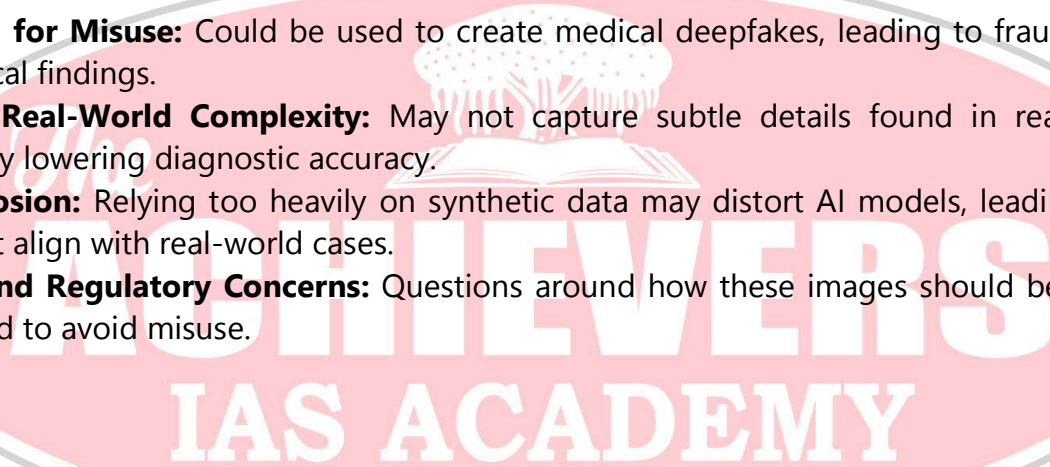 for Misuse: Could be used to create medical deepfakes, leading to frau
cal findings.
Real-World Complexity: May not capture subtle details found in rea
y lowering diagnostic accuracy.
osion: Relying too heavily on synthetic data may distort AI models, leadi
t align with real-world cases.
nd Regulatory Concerns: Questions around how these images should be
d to avoid misuse.
The
ACHIEVERS
IAS ACADEMY